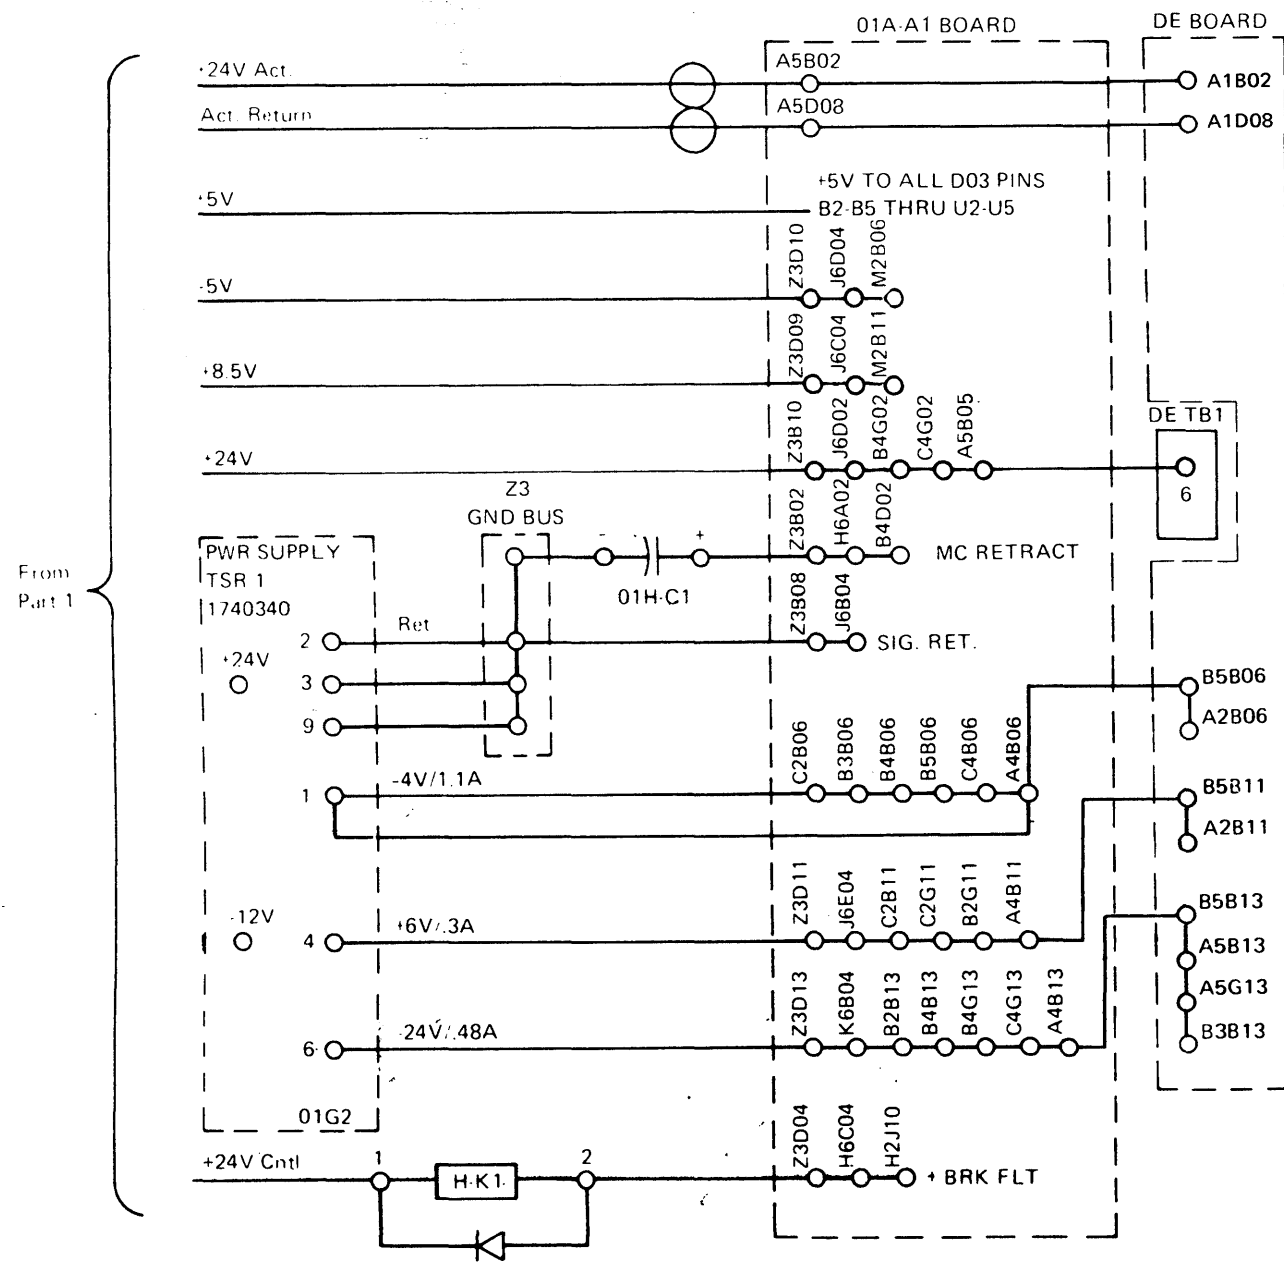 01A-A1 BOARD
DE BOARD
+24V Act.
A5B02
A1B02
Act. Return
A5D08
A1D08
+5V
+5V TO ALL D03 PINS
B2-B5 THRU U2-U5
-5V
Z3D10
J6D04
M2B06
+8.5V
Z3D09
J6C04
M2B11
+24V
Z3B10
J6D02
B4G02
C4G02
A5B05
DE TB1
6
Z3
GND BUS
- +
01H-C1
Z3B02
H6A02
B4D02
MC RETRACT
From
Part 1
PWR SUPPLY
TSR 1
1740340
+24V
2
Ret
Z3B08
J6B04
SIG. RET.
3
9
B5B06
A2B06
1
-4V/1.1A
C2B06
B3B06
B4B06
B5B06
C4B06
A4B06
B5B11
A2B11
-12V
4
+6V/.3A
Z3D11
J6E04
C2B11
C2G11
B2G11
A4B11
B5B13
A5B13
A5G13
B3B13
6
-24V/.48A
Z3D13
K6B04
B2B13
B4B13
B4G13
C4G13
A4B13
01G2
+24V Cntl
1
H-K1
2
Z3D04
H6C04
H2J10
+ BRK FLT